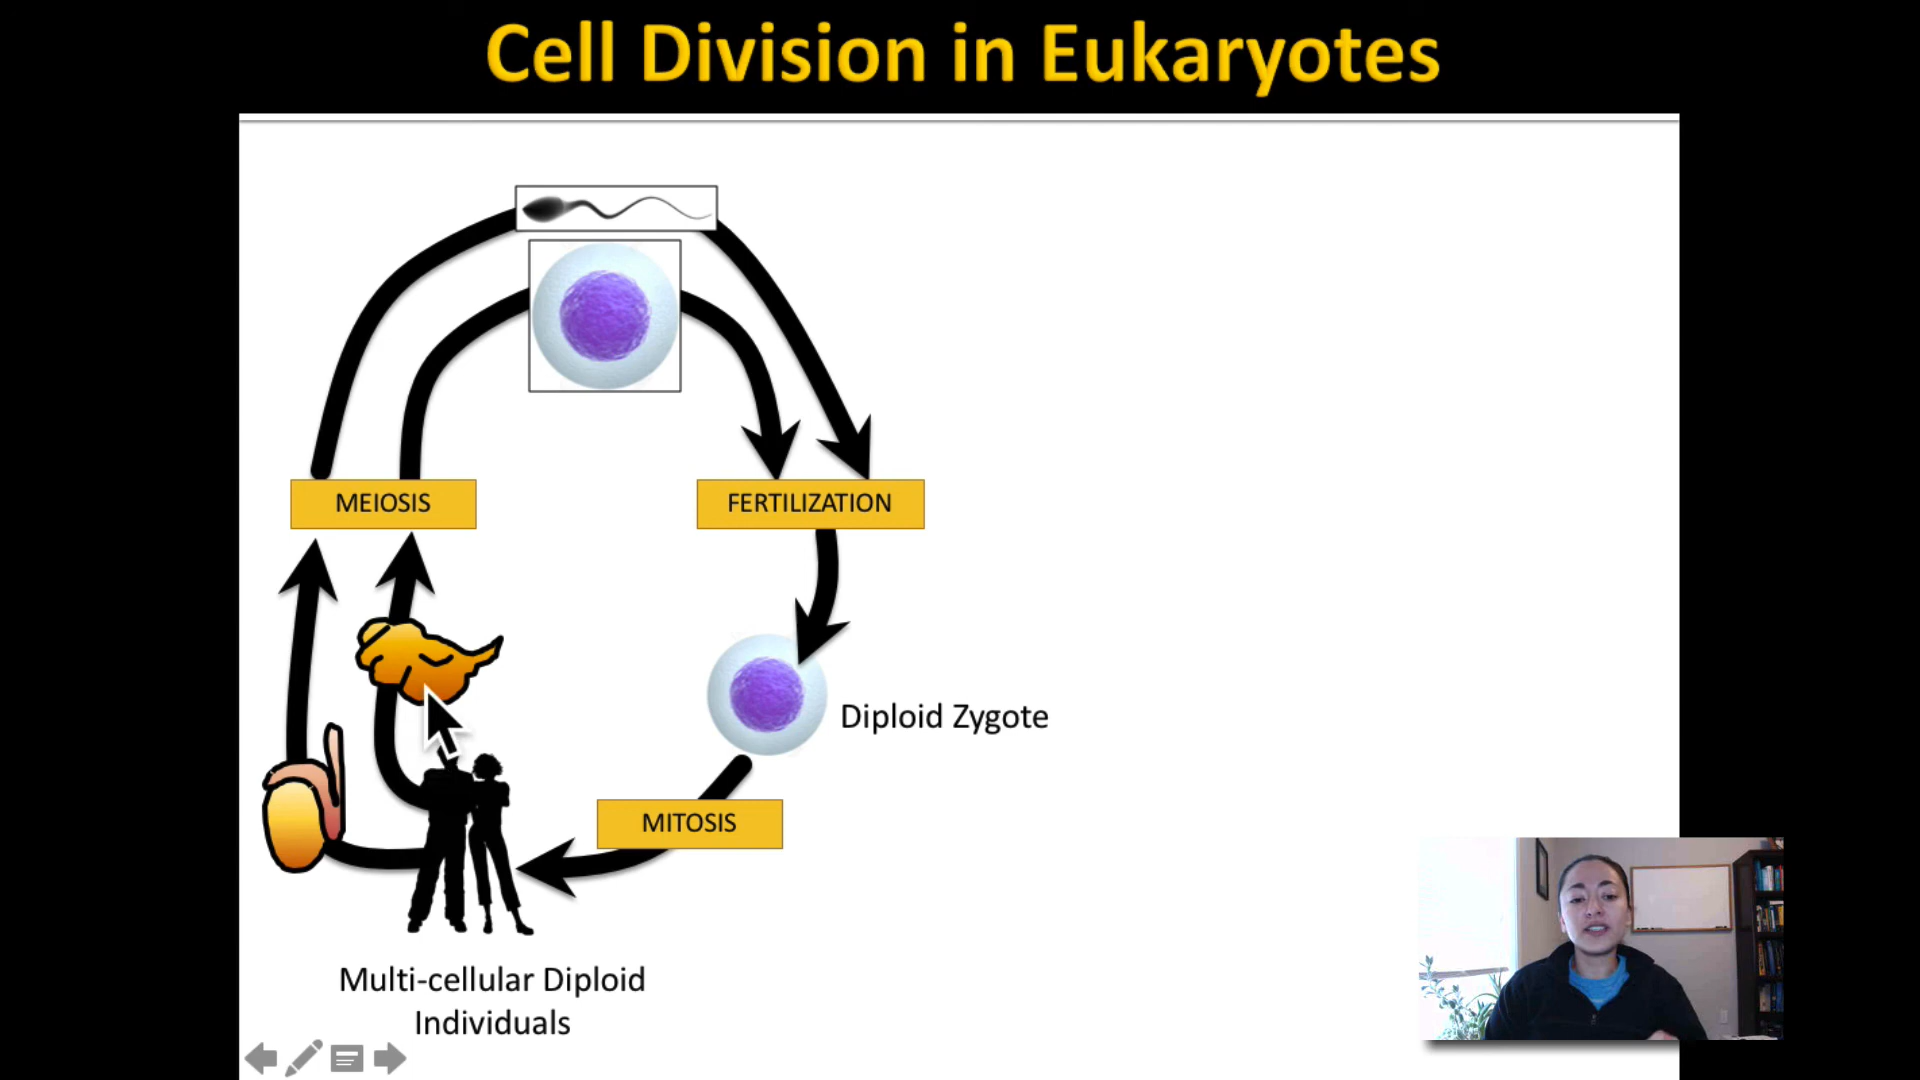 Cell Division in Eukaryotes
MEIOSIS
FERTILIZATION
Diploid Zygote
MITOSIS
Multi-cellular Diploid
Individuals